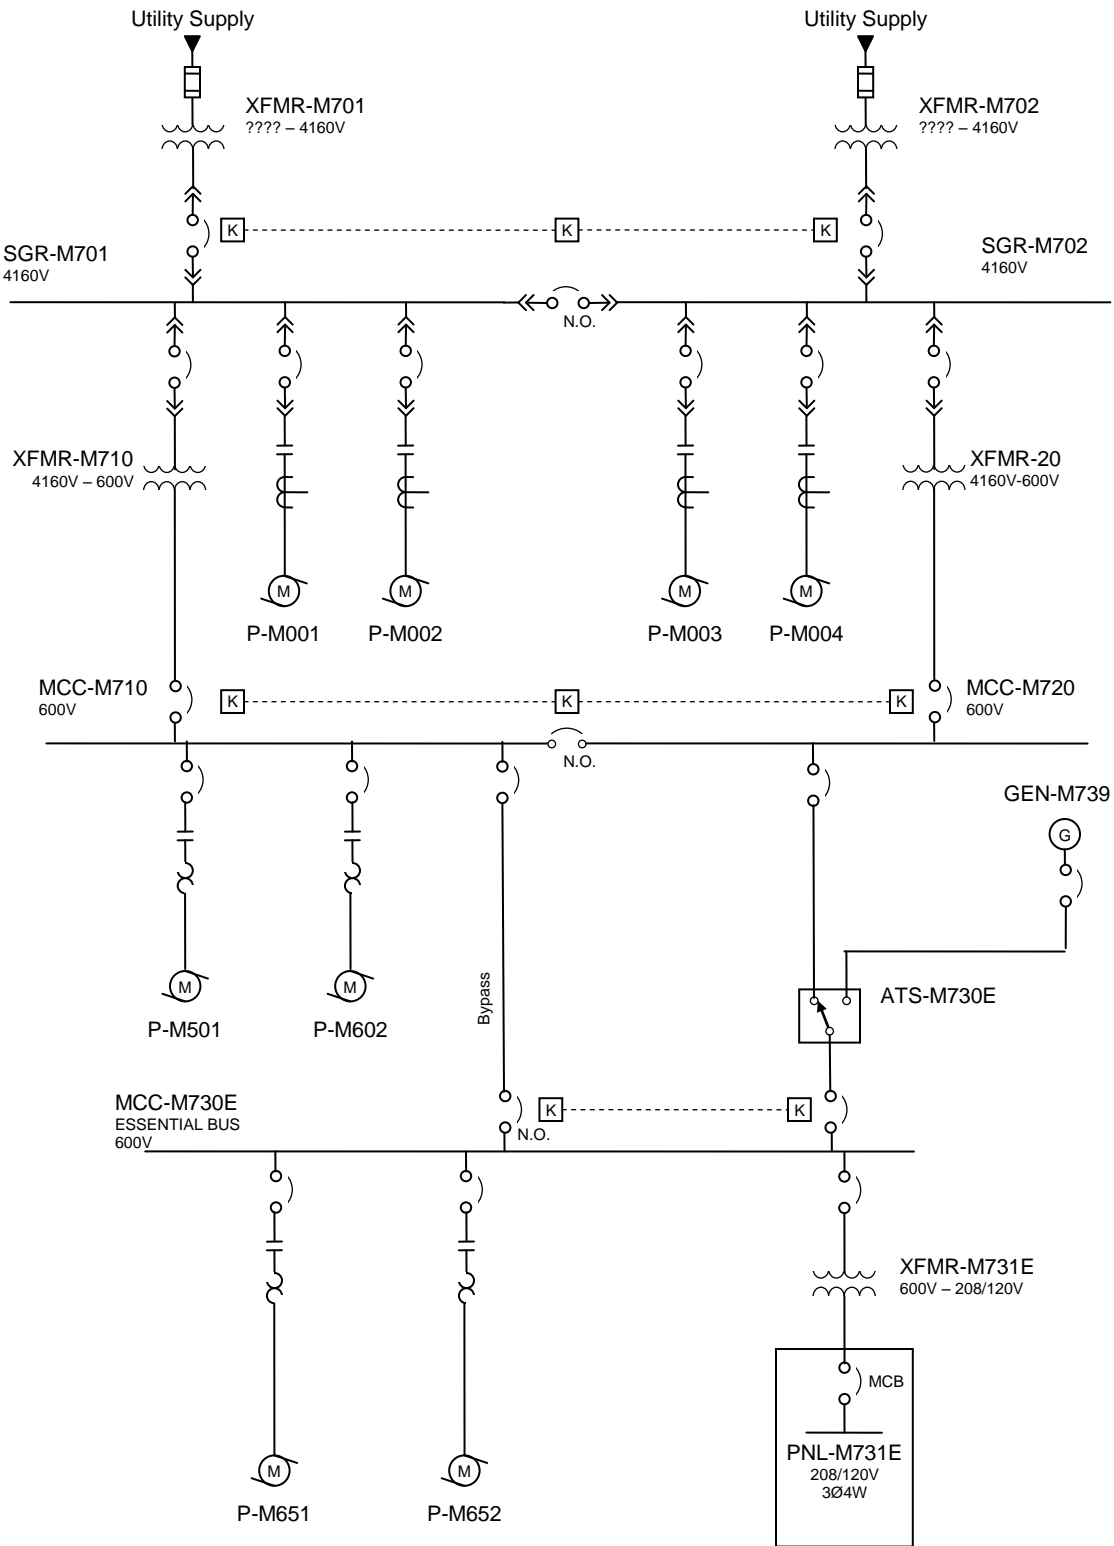 Utility Supply
Utility Supply
XFMR-M701
???? – 4160V
XFMR-M702
???? – 4160V
K
K
K
SGR-M701
4160V
SGR-M702
4160V
N.O.
XFMR-M710
4160V – 600V
XFMR-20
4160V-600V
M
M
M
M
P-M001
P-M002
P-M003
P-M004
MCC-M710
600V
K
K
K
MCC-M720
600V
N.O.
GEN-M739
G
Bypass
M
M
ATS-M730E
P-M501
P-M602
MCC-M730E
ESSENTIAL BUS
600V
K
K
N.O.
XFMR-M731E
600V – 208/120V
MCB
M
M
PNL-M731E
208/120V
3Ø4W
P-M651
P-M652